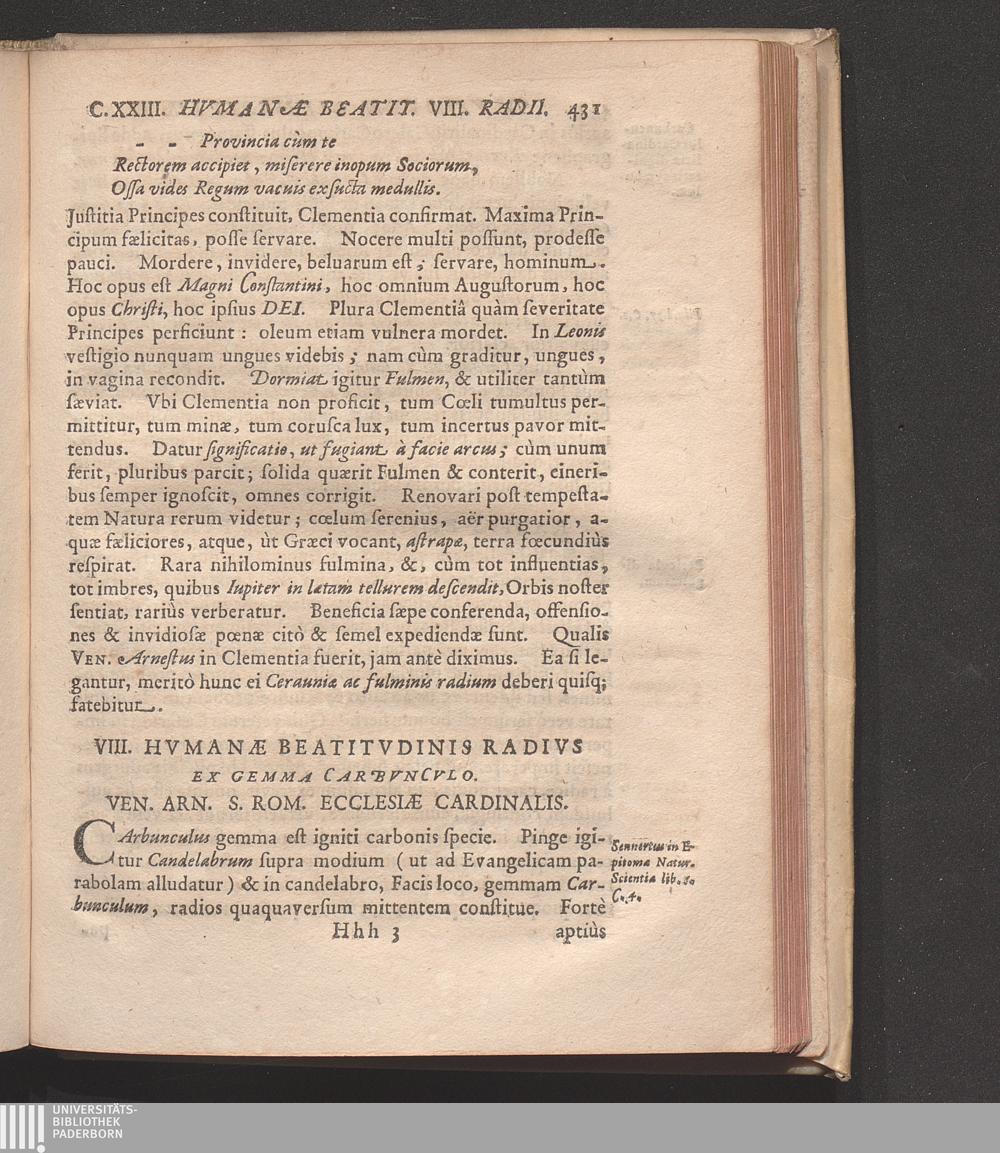 C.XXIII. HVMANÆ BEATIT. VIII. RADII. 431
- - Provincia cùm te
Rectorem accipiet, miserere inopum Sociorum,
Ossa vides Regum vacuis exsucta medullis.
Justitia Principes constituit, Clementia confirmat. Maxima Prin-
cipum fælicitas, posse servare. Nocere multi possunt, prodesse
pauci. Mordere, invidere, beluarum est; servare, hominum.
Hoc opus est Magni Constantini, hoc omnium Augustorum, hoc
opus Christi, hoc ipsius DEI. Plura Clementiâ quàm severitate
Principes perficiunt: oleum etiam vulnera mordet. In Leonis
vestigio nunquam ungues videbis; nam cùm graditur, ungues,
in vagina recondit. Dormiat igitur Fulmen, & utiliter tantùm
sæviat. Vbi Clementia non proficit, tum Cœli tumultus per-
mittitur, tum minæ, tum corusca lux, tum incertus pavor mit-
tendus. Datur significatio, ut fugiant à facie arcus; cùm unum
ferit, pluribus parcit; solida quærit Fulmen & conterit, cineri-
bus semper ignoscit, omnes corrigit. Renovari post tempesta-
tem Natura rerum videtur; cœlum serenius, aër purgatior, a-
quæ fæliciores, atque, ùt Græci vocant, astrapæ, terra fœcundiùs
respirat. Rara nihilominus fulmina, &, cùm tot influentias,
tot imbres, quibus Iupiter in lætam tellurem descendit, Orbis noster
sentiat, rariùs verberatur. Beneficia sæpe conferenda, offensio-
nes & invidiosæ pœnæ citò & semel expediendæ sunt. Qualis
VEN. Arnestus in Clementia fuerit, jam antè diximus. Ea si le-
gantur, meritò hunc ei Cerauniæ ac fulminis radium deberi quisq;
fatebitur.
VIII. HVMANÆ BEATITVDINIS RADIVS
EX GEMMA CARBVNCVLO.
VEN. ARN. S. ROM. ECCLESIÆ CARDINALIS.
CArbunculus gemma est igniti carbonis specie. Pinge igi-
tur Candelabrum supra modium (ut ad Evangelicam pa-
rabolam alludatur) & in candelabro, Facis loco, gemmam Car-
bunculum, radios quaquaversum mittentem constitue. Fortè
Sennertus in E-
pitoma Natur.
Scientiæ lib. 5.
C. 4.
Hhh 3 aptiùs
UNIVERSITÄTS-
BIBLIOTHEK
PADERBORN